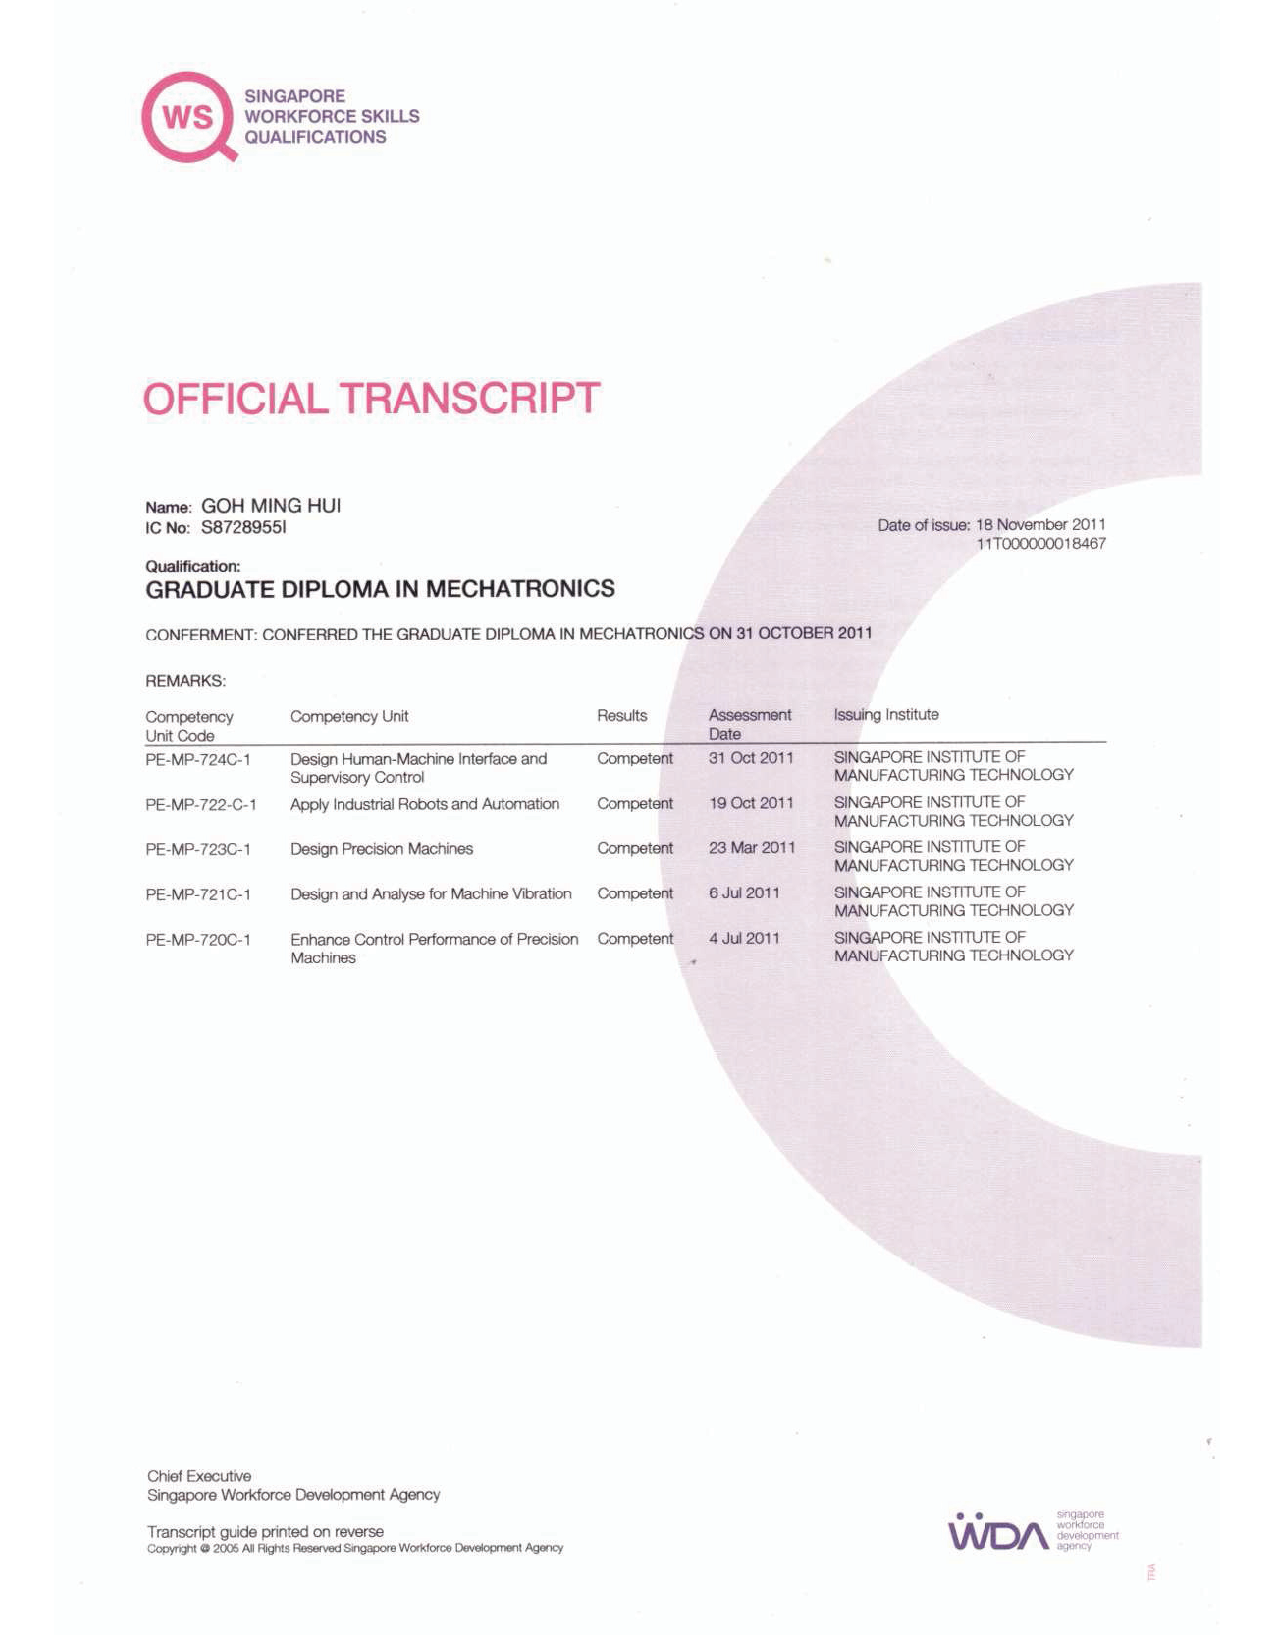 WS
SINGAPORE
WORKFORCE SKILLS
QUALIFICATIONS
OFFICIAL TRANSCRIPT
Name: GOH MING HUI
IC No: S8728955I
Date of issue: 18 November 2011
11T000000018467
Qualification:
GRADUATE DIPLOMA IN MECHATRONICS
CONFERMENT: CONFERRED THE GRADUATE DIPLOMA IN MECHATRONICS ON 31 OCTOBER 2011
REMARKS:
Competency Unit Code Competency Unit Results Assessment Date Issuing Institute
PE-MP-724C-1 Design Human-Machine Interface and Competent 31 Oct 2011 SINGAPORE INSTITUTE OF
Supervisory Control MANUFACTURING TECHNOLOGY
PE-MP-722-C-1 Apply Industrial Robots and Automation Competent 19 Oct 2011 SINGAPORE INSTITUTE OF
MANUFACTURING TECHNOLOGY
PE-MP-723C-1 Design Precision Machines Competent 23 Mar 2011 SINGAPORE INSTITUTE OF
MANUFACTURING TECHNOLOGY
PE-MP-721C-1 Design and Analyse for Machine Vibration Competent 6 Jul 2011 SINGAPORE INSTITUTE OF
MANUFACTURING TECHNOLOGY
PE-MP-720C-1 Enhance Control Performance of Precision Competent 4 Jul 2011 SINGAPORE INSTITUTE OF
Machines MANUFACTURING TECHNOLOGY
Chief Executive
Singapore Workforce Development Agency
Transcript guide printed on reverse
Copyright @ 2005 All Rights Reserved Singapore Workforce Development Agency
WDA
singapore
workforce
development
agency
TRA